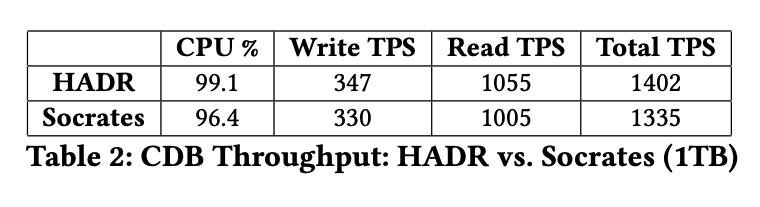 CPU % Write TPS Read TPS Total TPS
HADR 99.1 347 1055 1402
Socrates 96.4 330 1005 1335
Table 2: CDB Throughput: HADR vs. Socrates (1TB)